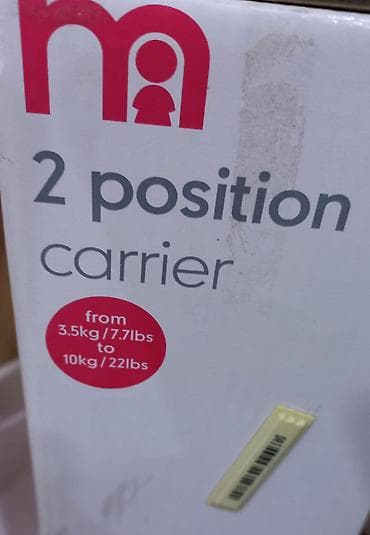 m
2 position
carrier
from
3.5kg/7.7lbs
to
10kg/22lbs